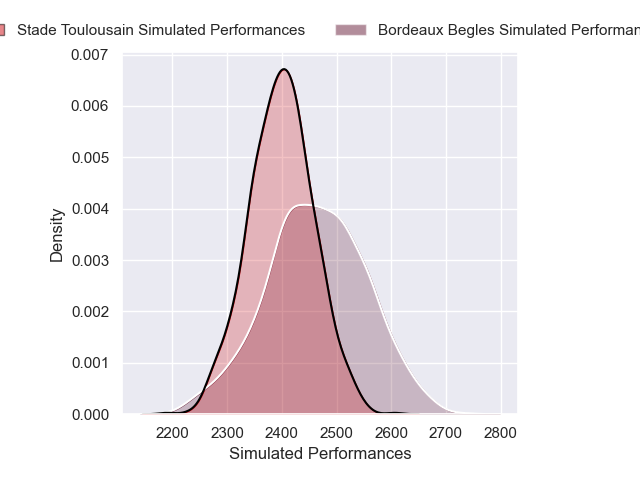 Stade Toulousain Simulated Performances
Bordeaux Begles Simulated
0.007
0.006
0.005
0.004
0.003
0.002
0.001
0.000
Density
2200 2300 2400 2500 2600 2700 2800
Simulated Performances